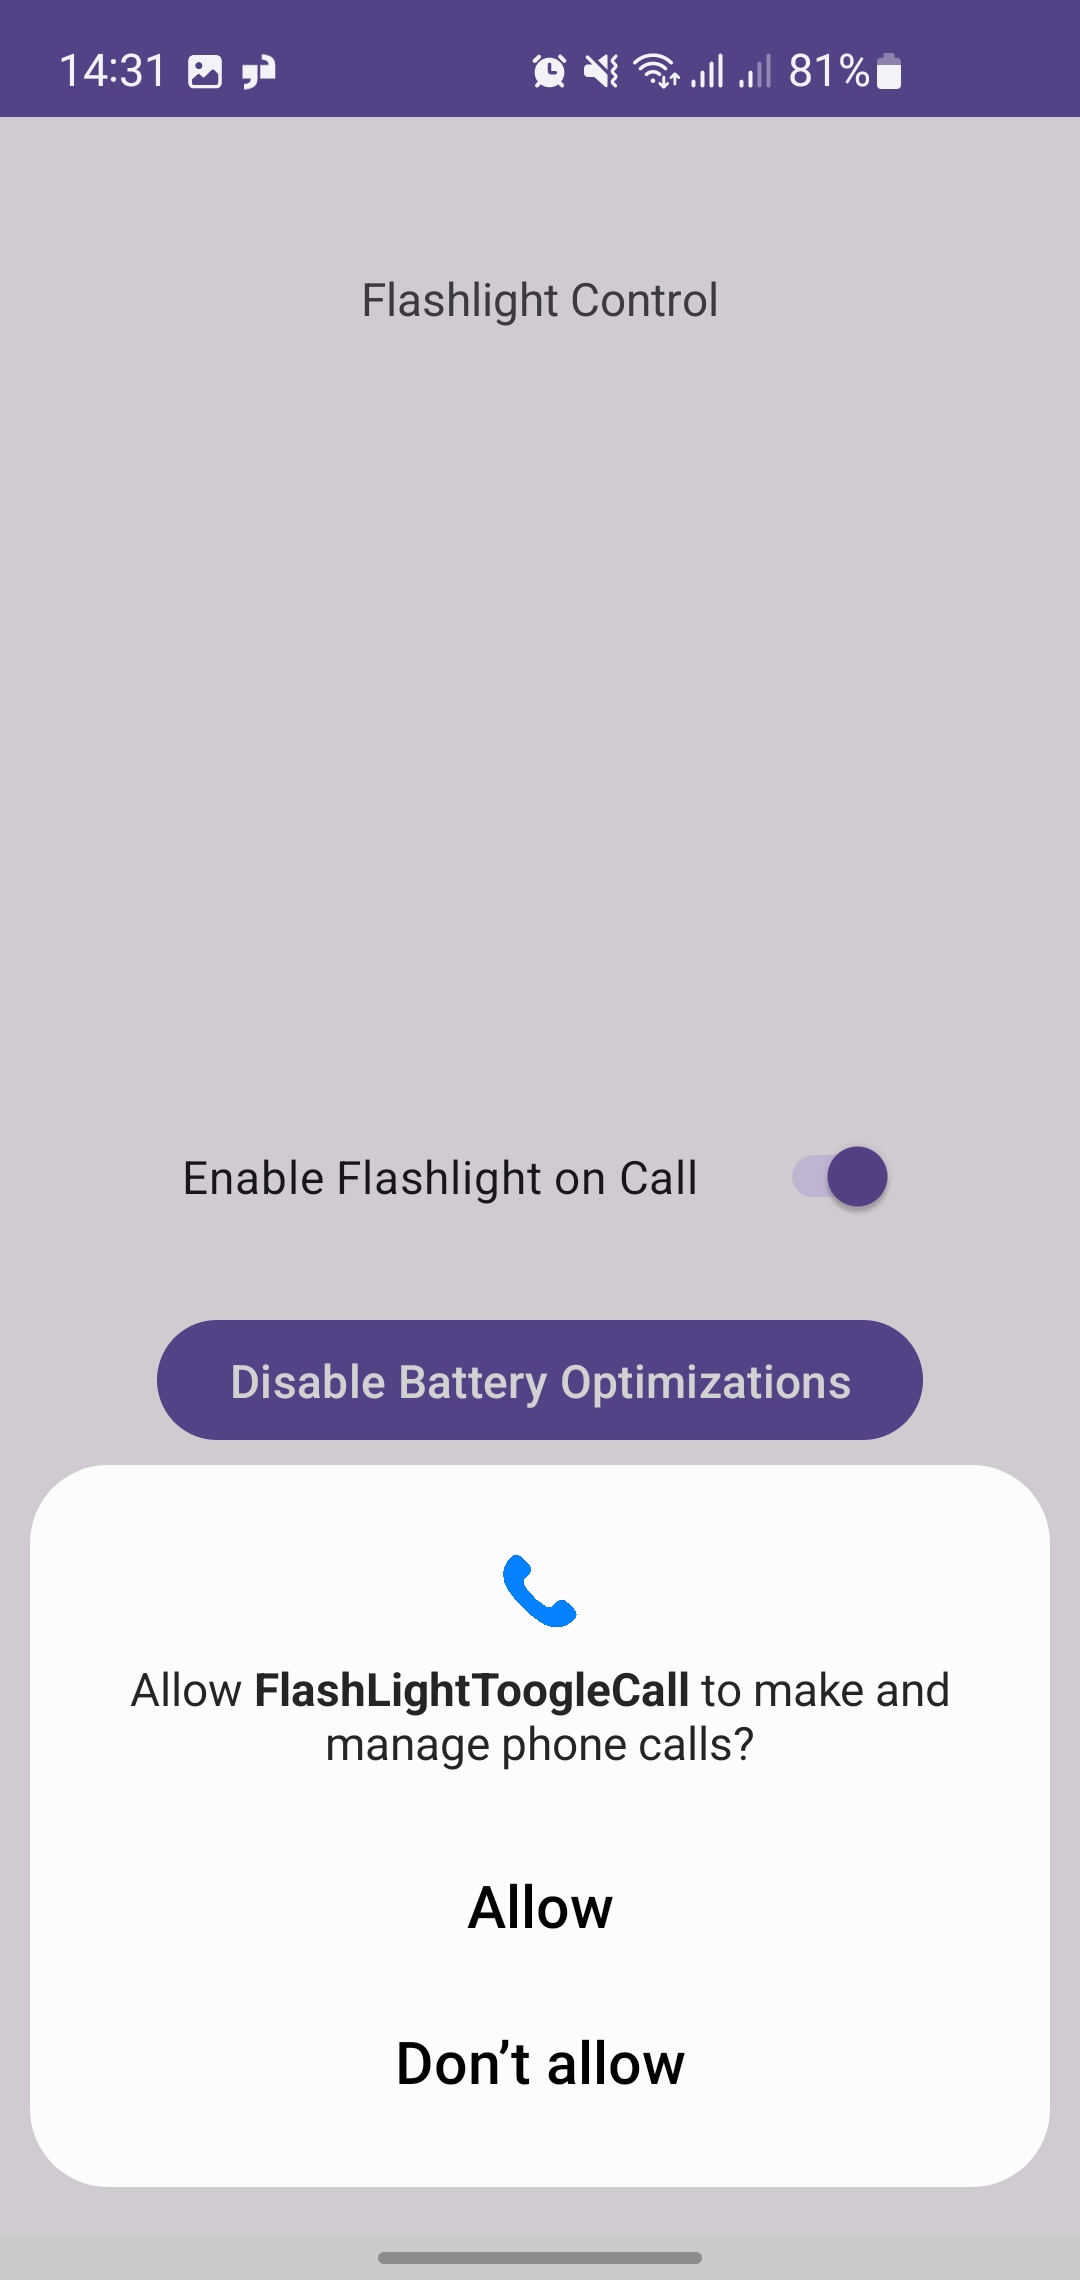 14:31
81%
Flashlight Control
Enable Flashlight on Call
Disable Battery Optimizations
Allow FlashLightToogleCall to make and
manage phone calls?
Allow
Don’t allow